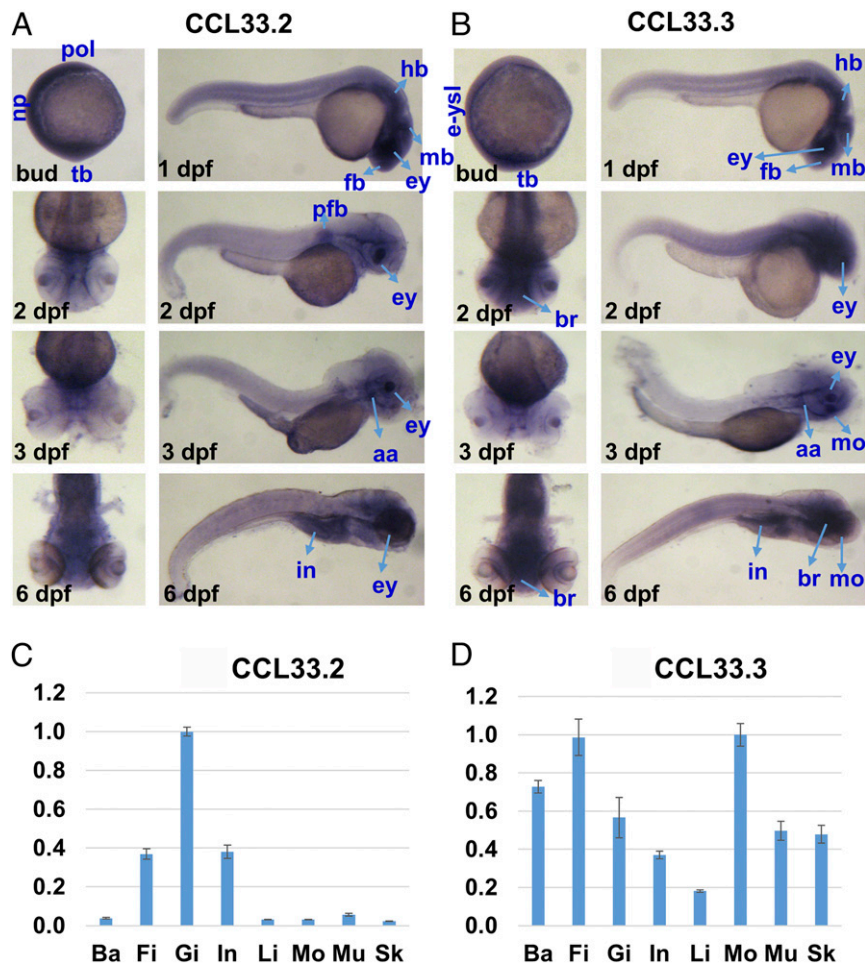 A
CCL33.2
pol
np
bud
tb
hb
mb
ey
fb
1 dpf
2 dpf
pfb
ey
2 dpf
3 dpf
ey
aa
3 dpf
6 dpf
in
ey
6 dpf
B
CCL33.3
e-ysl
bud
tb
hb
ey
fb
mb
1 dpf
2 dpf
br
ey
2 dpf
3 dpf
ey
aa
mo
3 dpf
6 dpf
br
in
br
mo
6 dpf
C
CCL33.2
1.2
1.0
0.8
0.6
0.4
0.2
0.0
Ba Fi Gi In Li Mo Mu Sk
D
CCL33.3
1.2
1.0
0.8
0.6
0.4
0.2
0.0
Ba Fi Gi In Li Mo Mu Sk